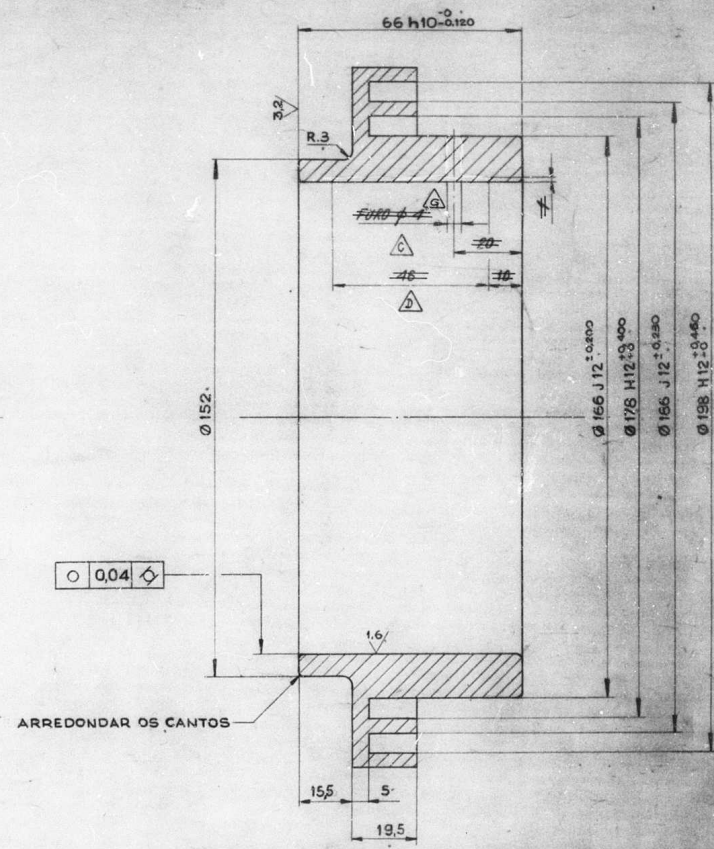 66 h10 -0 -0.120
3,2
R.3
FURO ϕ 4
G
C
20
46
10
D
Ø 152
Ø 166 J 12 ±0,200
Ø 178 H 12 +0,400 +0
Ø 186 J 12 ±0,230
Ø 198 H 12 +0,460 +0
0,04
1.6
ARREDONDAR OS CANTOS
15,5
5
19,5